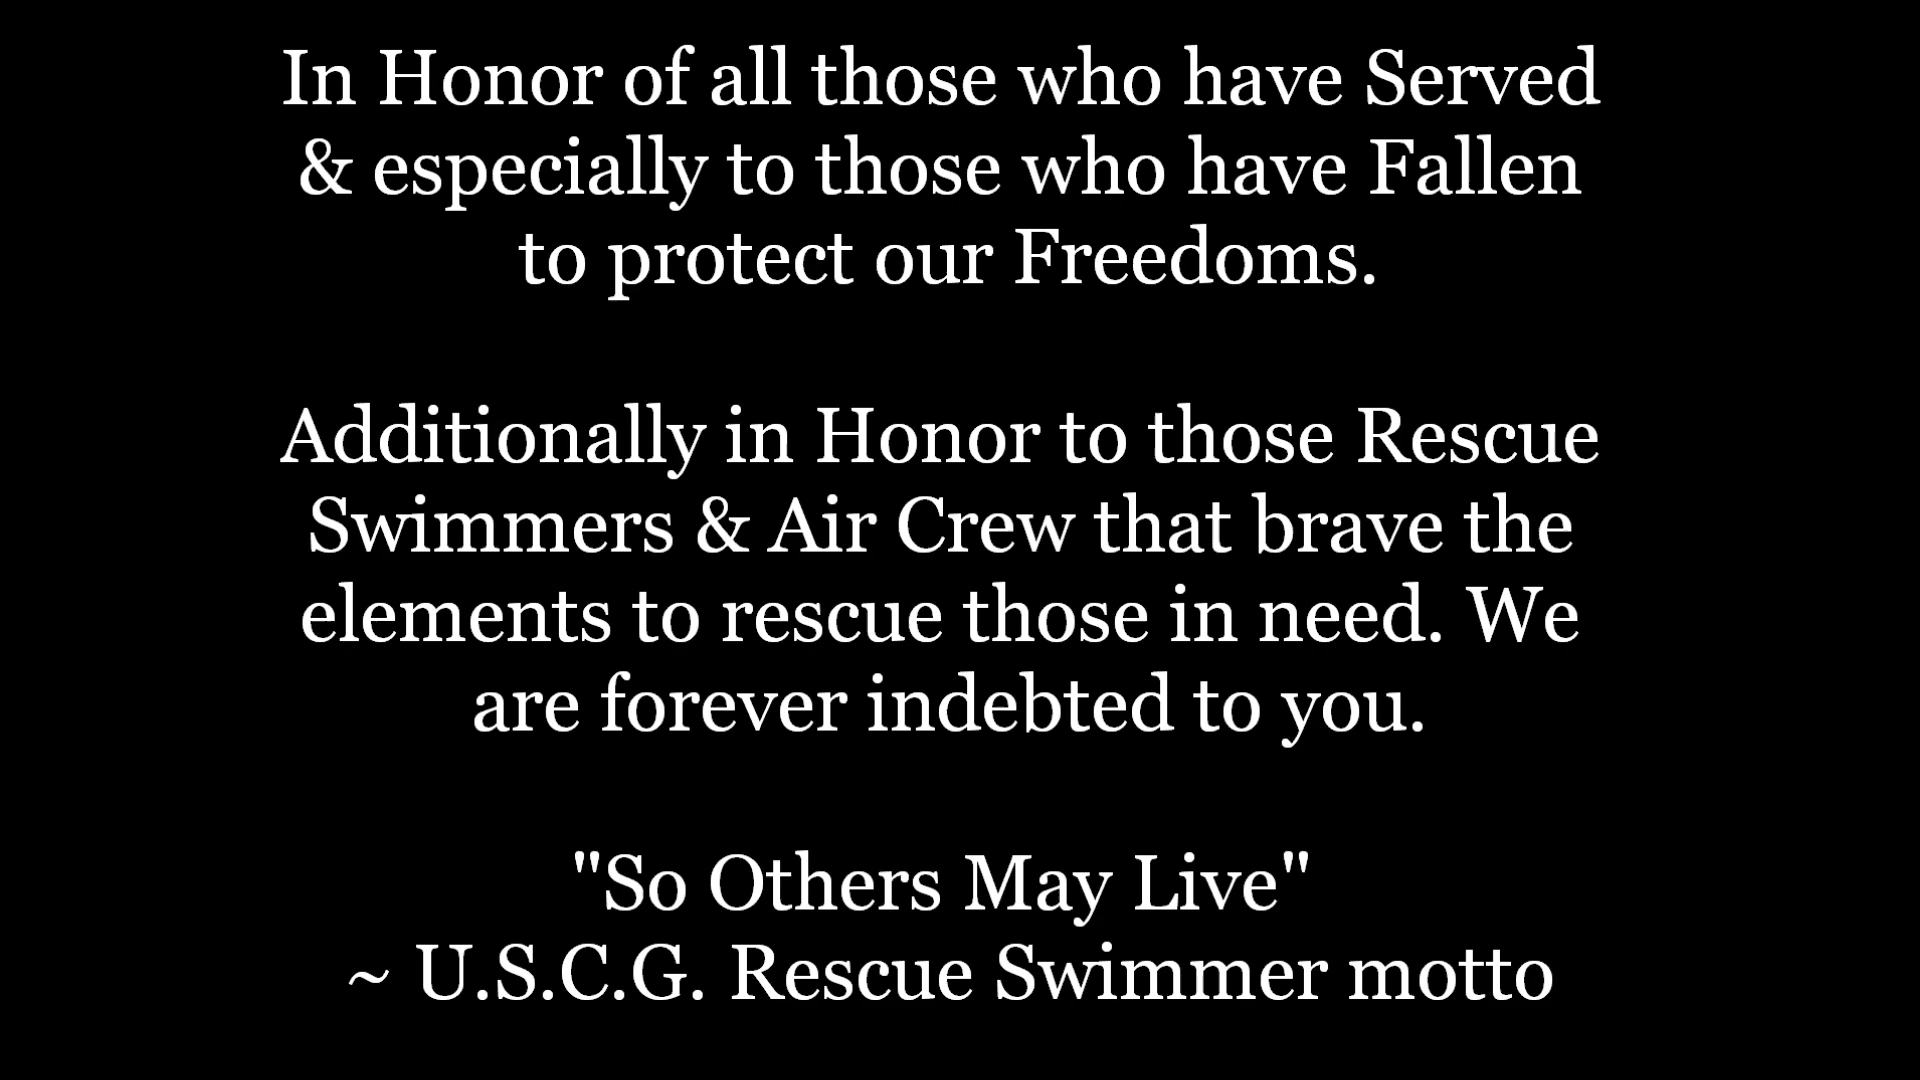 In Honor of all those who have Served
& especially to those who have Fallen
to protect our Freedoms.
Additionally in Honor to those Rescue
Swimmers & Air Crew that brave the
elements to rescue those in need. We
are forever indebted to you.
"So Others May Live"
~ U.S.C.G. Rescue Swimmer motto